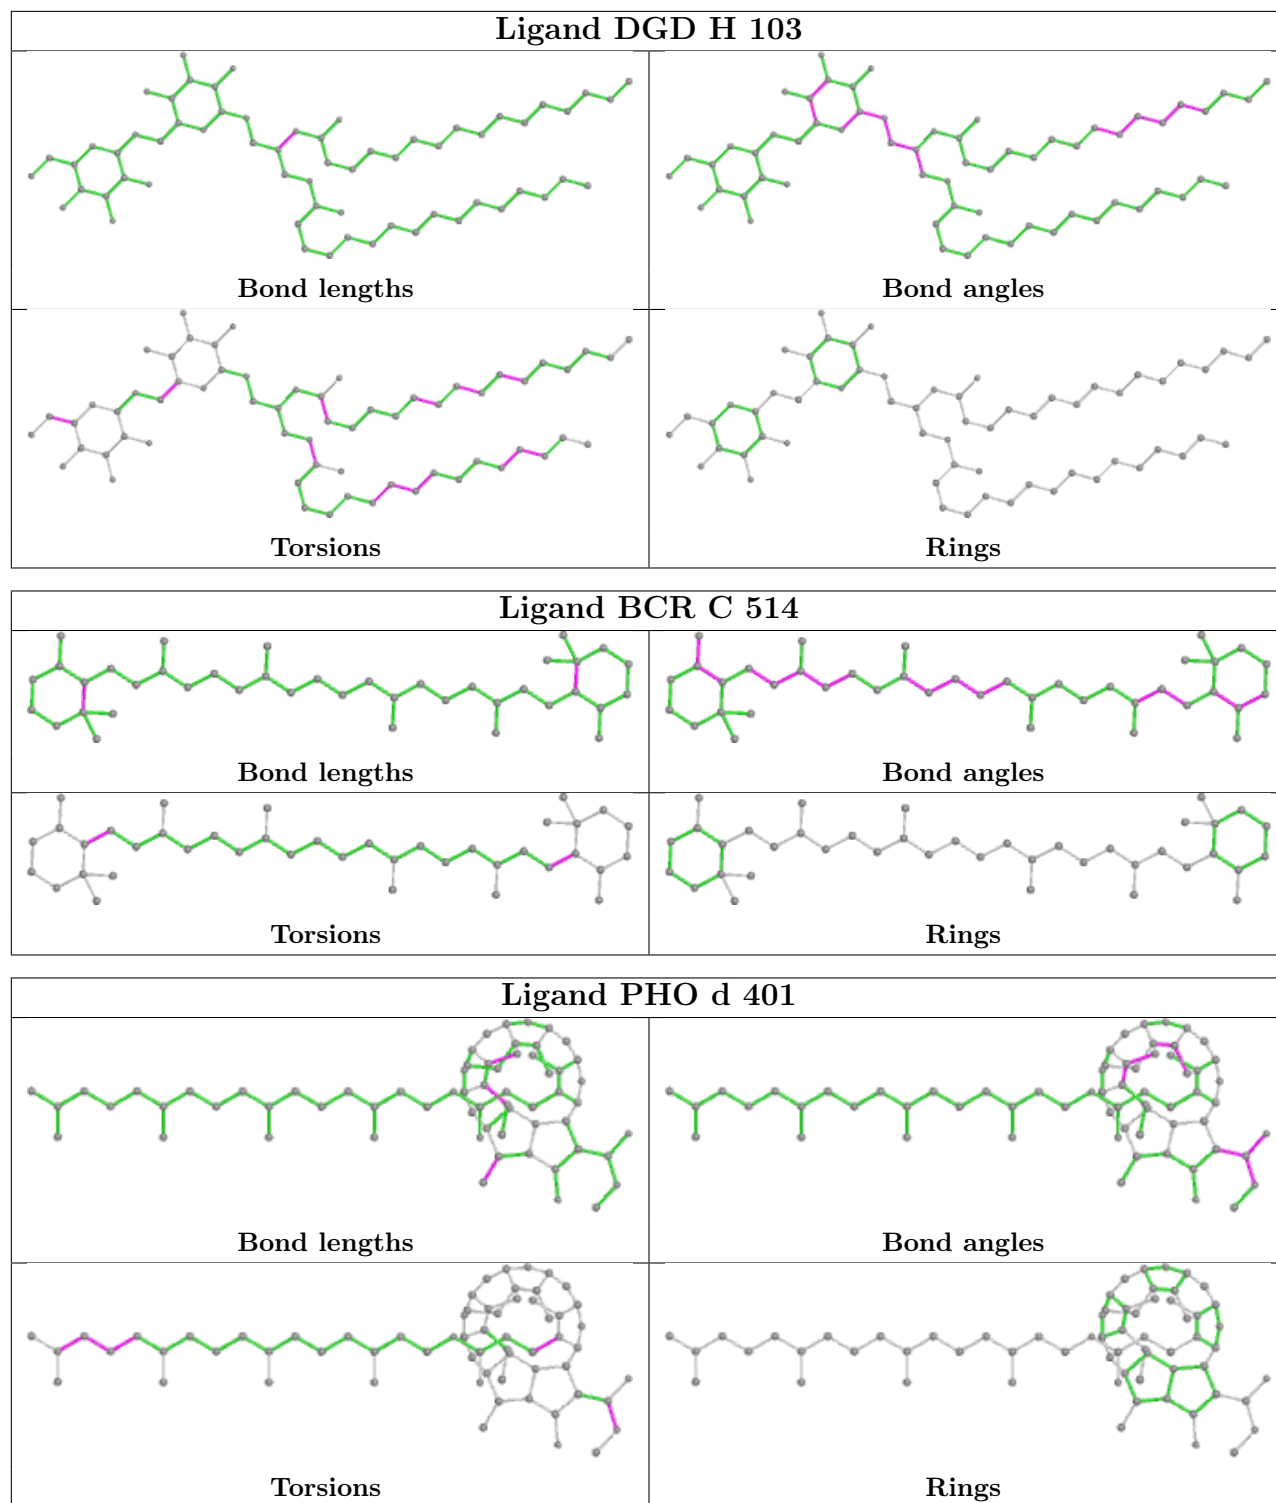 Ligand DGD H 103
Bond lengths
Bond angles
Torsions
Rings
Ligand BCR C 514
Bond lengths
Bond angles
Torsions
Rings
Ligand PHO d 401
Bond lengths
Bond angles
Torsions
Rings